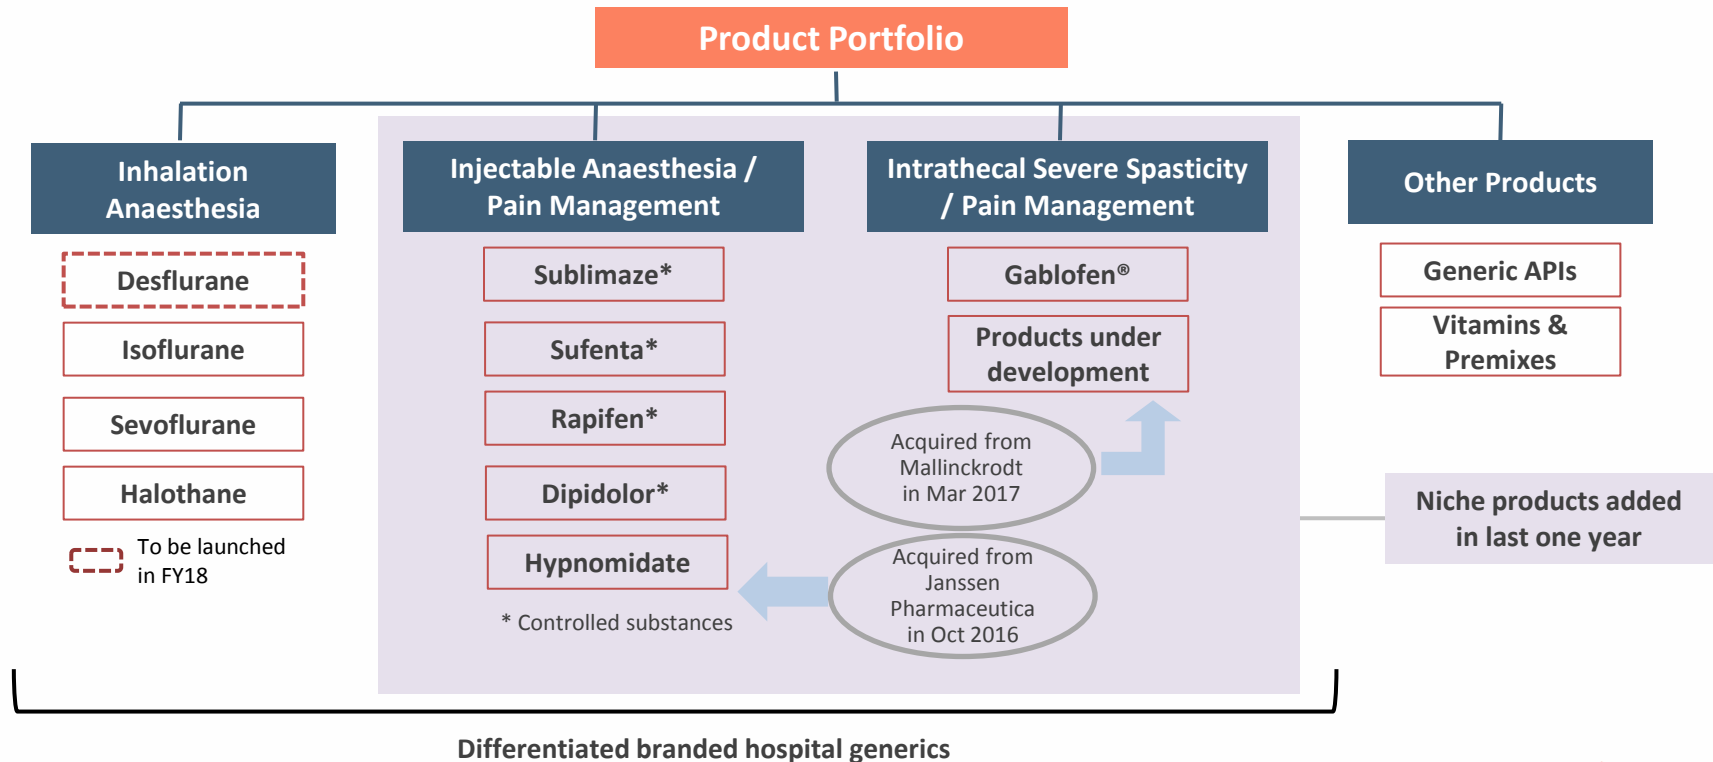 Product Portfolio
Inhalation
Anaesthesia
Desflurane
Isoflurane
Sevoflurane
Halothane
To be launched
in FY18
Injectable Anaesthesia /
Pain Management
Sublimaze*
Sufenta*
Rapifen*
Dipidolor*
Hypnomidate
* Controlled substances
Intrathecal Severe Spasticity
/ Pain Management
Gablofen®
Products under
development
Acquired from
Mallinckrodt
in Mar 2017
Acquired from
Janssen
Pharmaceutica
in Oct 2016
Other Products
Generic APIs
Vitamins &
Premixes
Niche products added
in last one year
Differentiated branded hospital generics